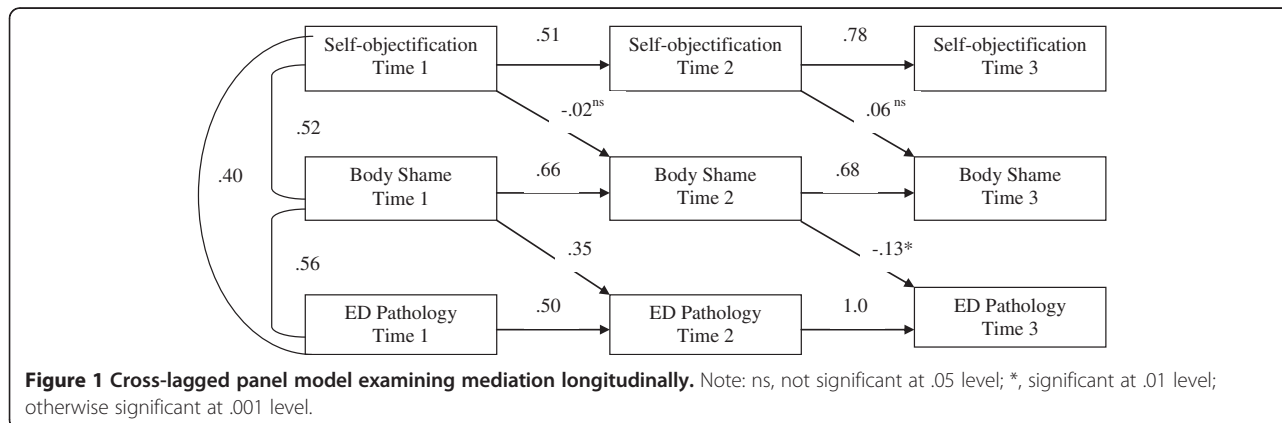 .51 .78
Self-objectification Self-objectification Self-objectification
Time 1 Time 2 Time 3
-.02ns .06 ns
.52
.40
Body Shame .66 Body Shame .68 Body Shame
Time 1 Time 2 Time 3
.35 -.13*
.56
ED Pathology .50 ED Pathology 1.0 ED Pathology
Time 1 Time 2 Time 3
Figure 1 Cross-lagged panel model examining mediation longitudinally. Note: ns, not significant at .05 level; *, significant at .01 level;
otherwise significant at .001 level.